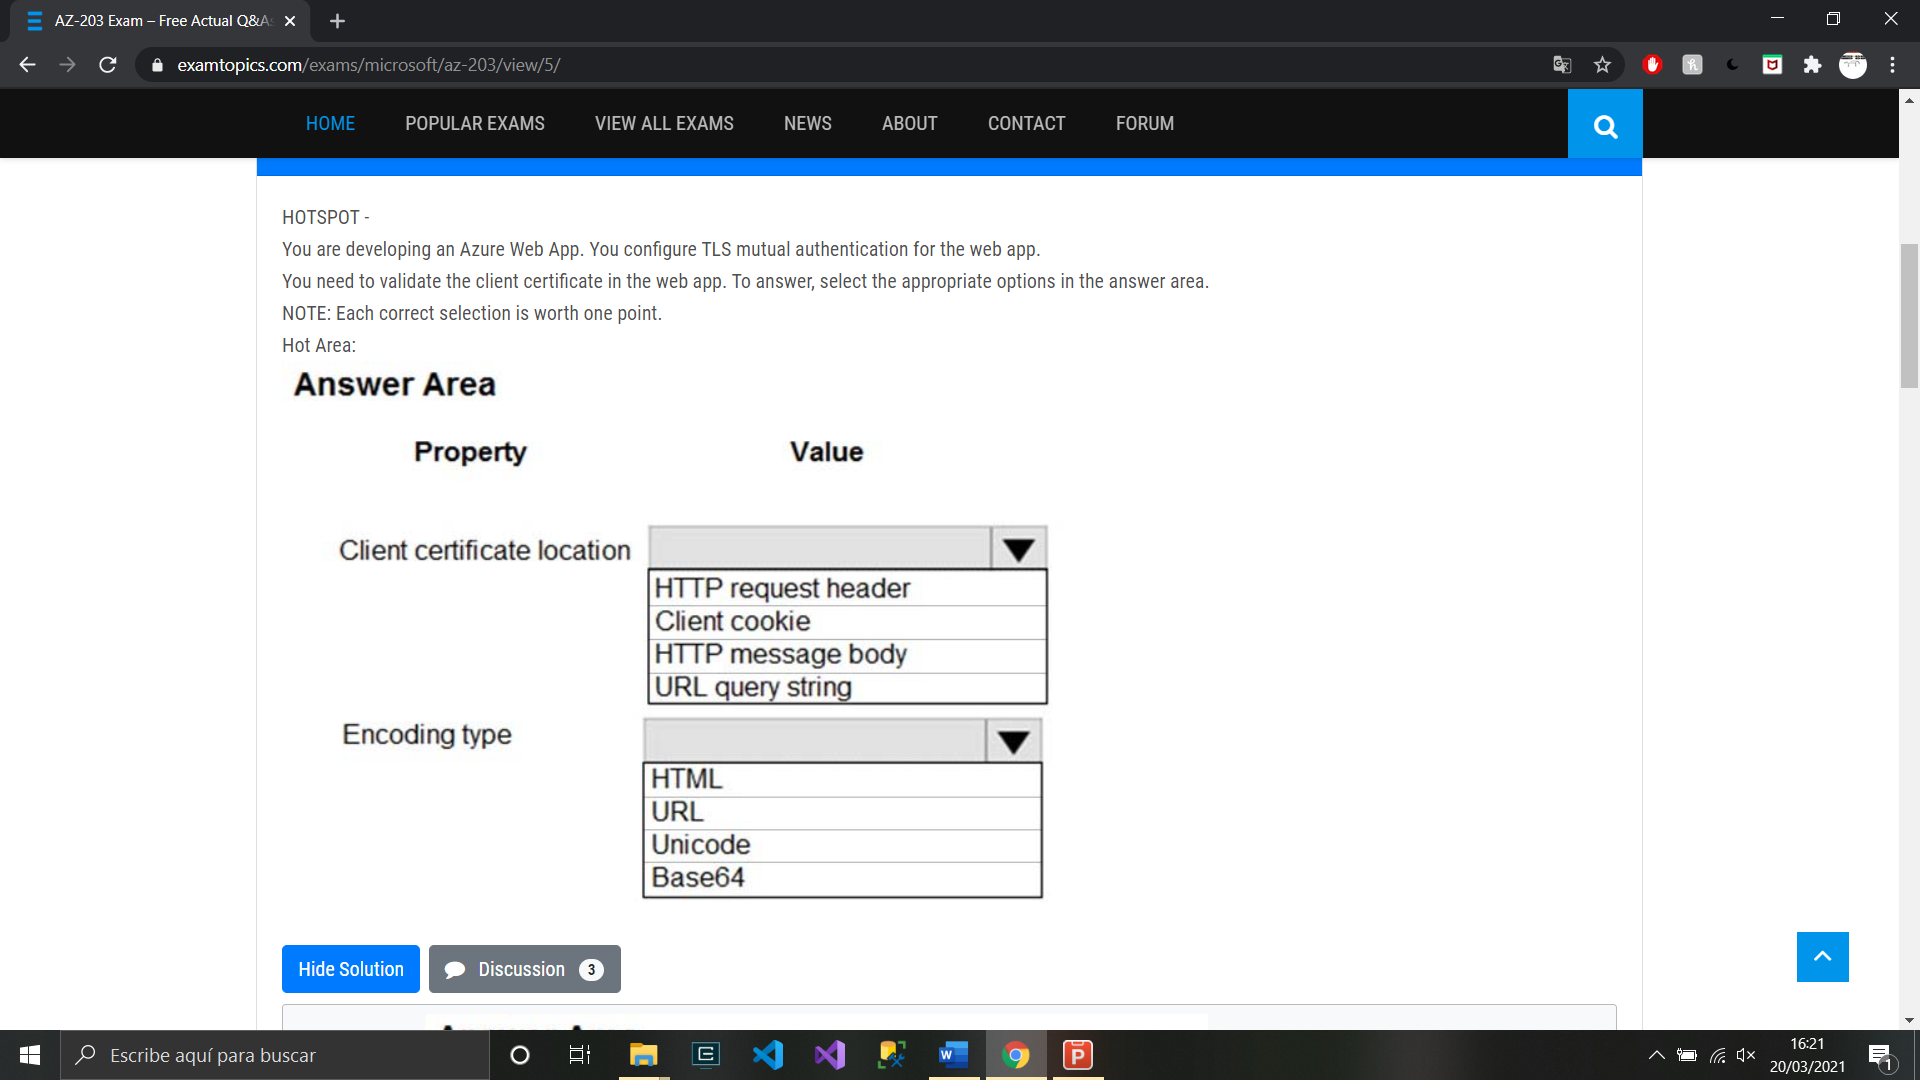 AZ-203 Exam – Free Actual Q&As
examtopics.com/exams/microsoft/az-203/view/5/
HOME POPULAR EXAMS VIEW ALL EXAMS NEWS ABOUT CONTACT FORUM
HOTSPOT -
You are developing an Azure Web App. You configure TLS mutual authentication for the web app.
You need to validate the client certificate in the web app. To answer, select the appropriate options in the answer area.
NOTE: Each correct selection is worth one point.
Hot Area:
Answer Area
Property Value
Client certificate location
HTTP request header
Client cookie
HTTP message body
URL query string
Encoding type
HTML
URL
Unicode
Base64
Hide Solution Discussion 3
Escribe aquí para buscar
16:21
20/03/2021
1